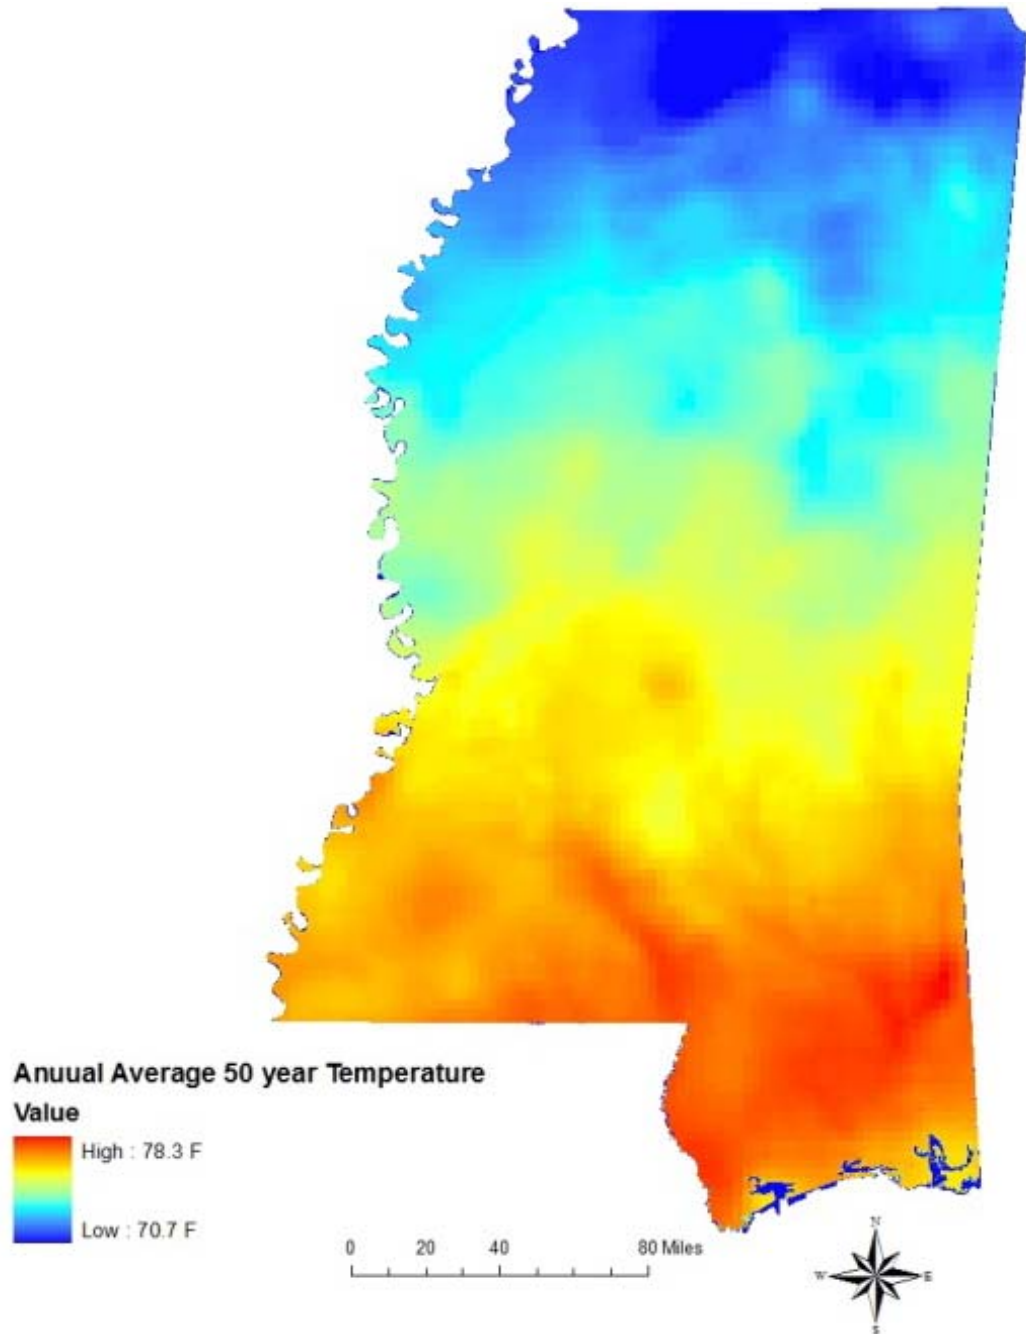 Anuual Average 50 year Temperature
Value
High : 78.3 F
Low : 70.7 F
0 20 40 80 Miles
N
W E
S